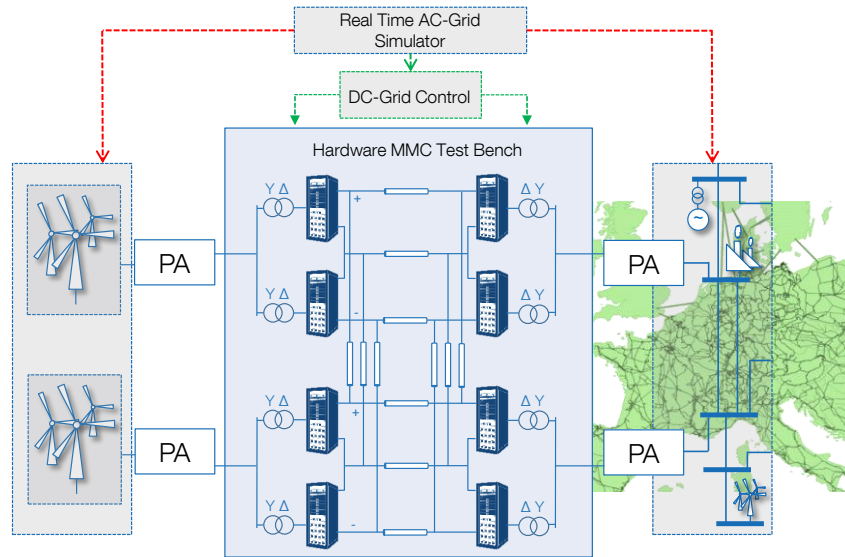 Real Time AC-Grid
Simulator
DC-Grid Control
Hardware MMC Test Bench
Y Δ
Δ Y
+
PA
PA
Y Δ
Δ Y
-
Y Δ
Δ Y
+
PA
PA
Y Δ
Δ Y
-
~